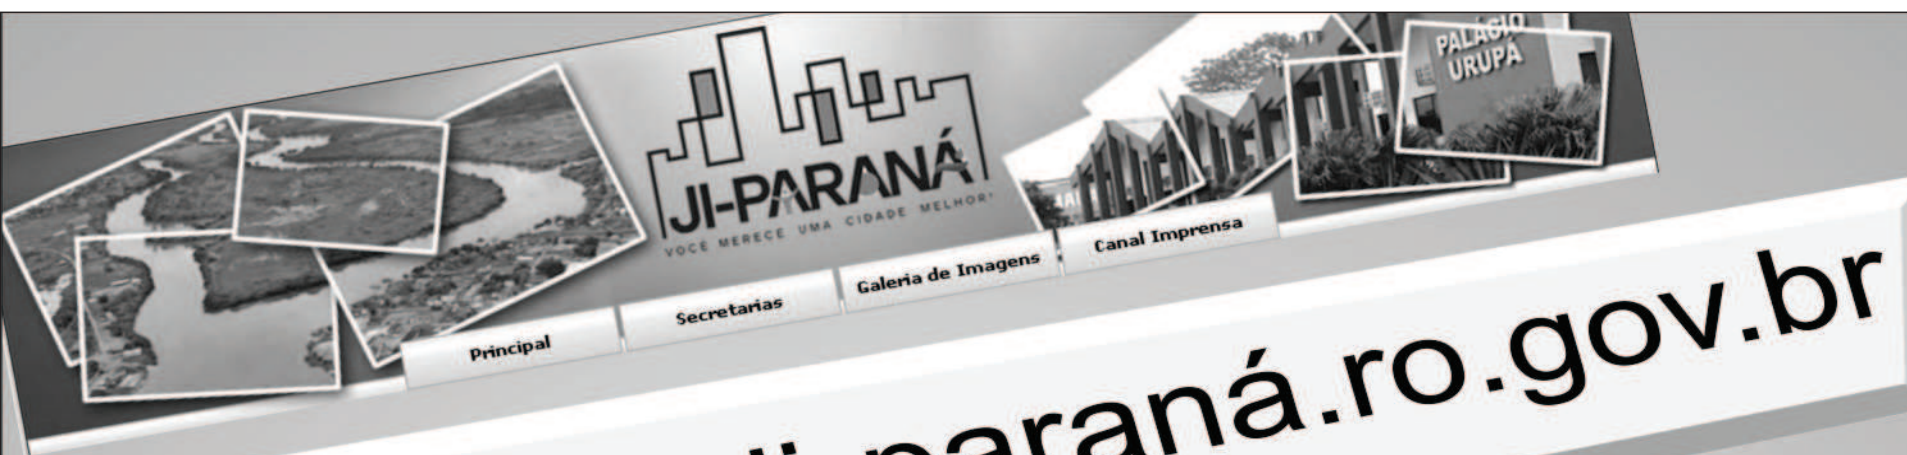 PALÁCIO
URUPÁ
JI-PARANÁ
VOCÊ MERECE UMA CIDADE MELHOR!
Principal
Secretarias
Galeria de Imagens
Canal Imprensa
ji-paraná.ro.gov.br